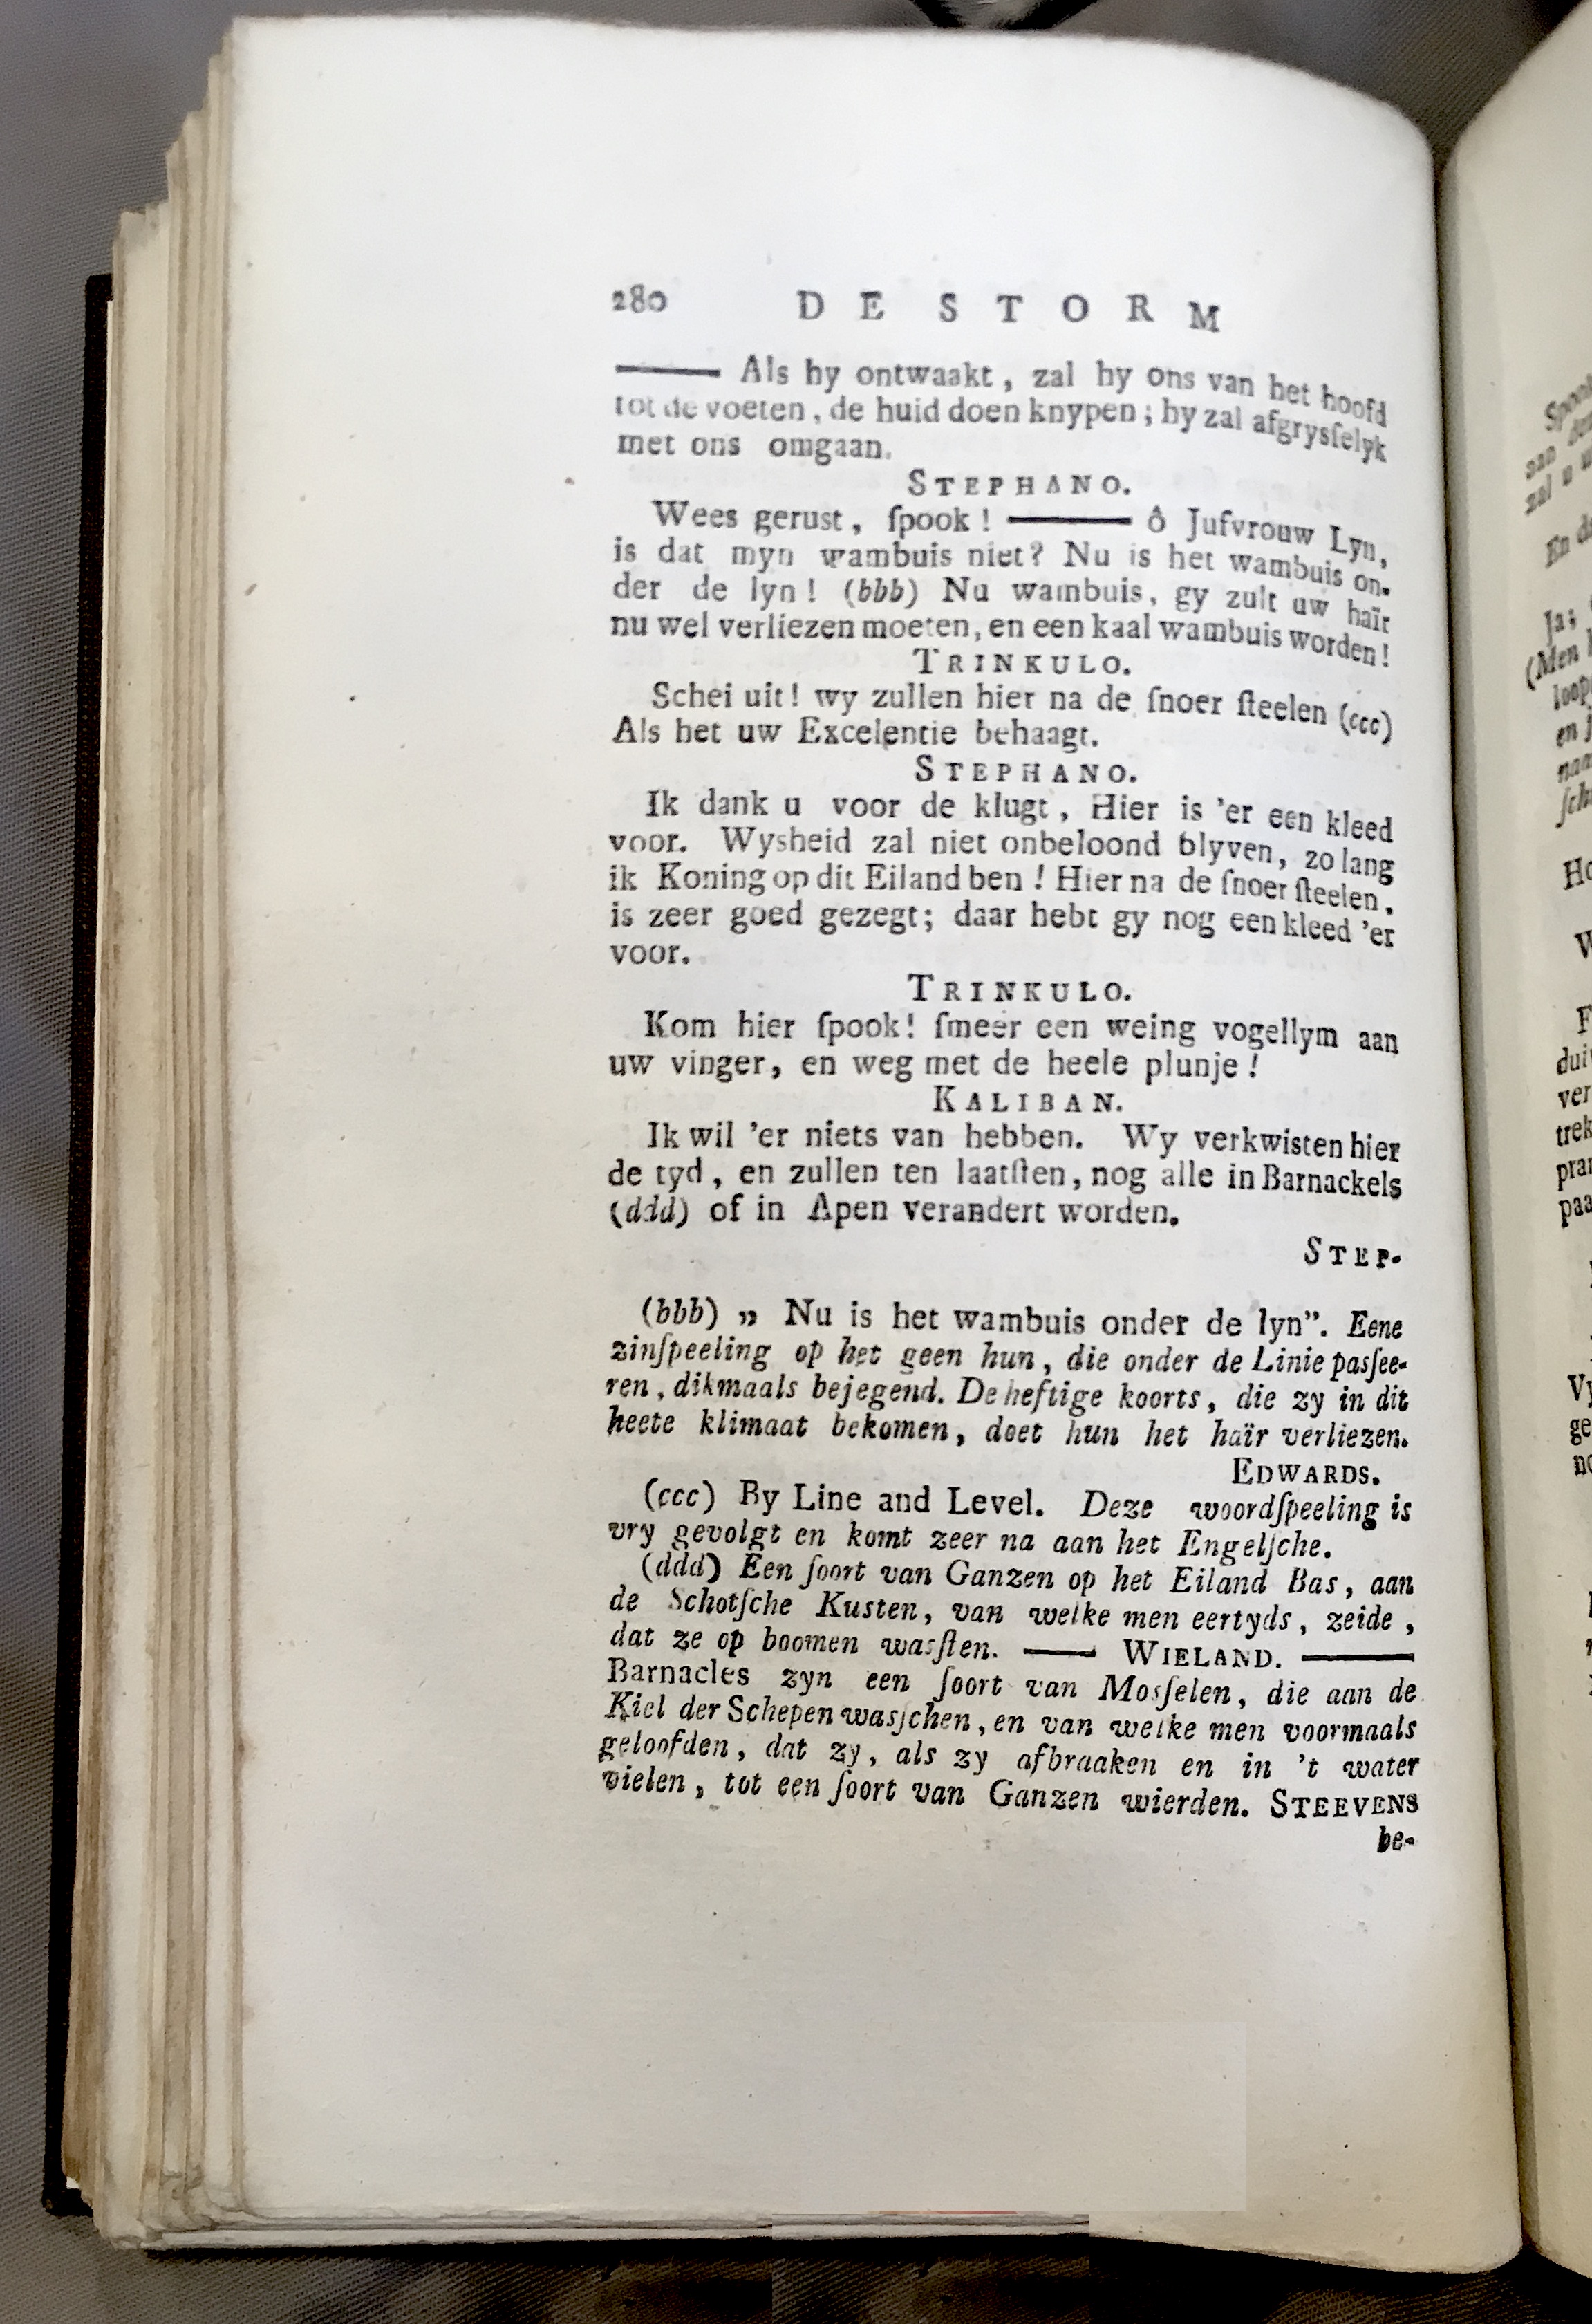 280 DE STORM
——— Als hy ontwaakt, zal hy ons van het hoofd
tot de voeten, de huid doen knypen; hy zal afgrysſelyk
met ons omgaan.
STEPHANO.
Wees gerust, ſpook! ——— ô Jufvrouw Lyn,
is dat myn wambuis niet? Nu is het wambuis on-
der de lyn! (bbb) Nu wambuis, gy zult uw haïr
nu wel verliezen moeten, en een kaal wambuis worden!
TRINKULO.
Schei uit! wy zullen hier na de ſnoer ſteelen (ccc)
Als het uw Excelentie behaagt.
STEPHANO.
Ik dank u voor de klugt, Hier is 'er een kleed
voor. Wysheid zal niet onbeloond blyven, zo lang
ik Koning op dit Eiland ben! Hier na de ſnoer ſteelen.
is zeer goed gezegt; daar hebt gy nog een kleed 'er
voor.
TRINKULO.
Kom hier ſpook! ſmeer een weing vogellym aan
uw vinger, en weg met de heele plunje!
KALIBAN.
Ik wil 'er niets van hebben. Wy verkwisten hier
de tyd, en zullen ten laatſten, nog alle in Barnackels
(ddd) of in Apen verandert worden.
STEP-
(bbb) „ Nu is het wambuis onder de lyn”. Eene
zinſpeeling op het geen hun, die onder de Linie pasſee-
ren, dikmaals bejegend. De heftige koorts, die zy in dit
heete klimaat bekomen, doet hun het haïr verliezen.
EDWARDS.
(ccc) By Line and Level. Deze woordſpeeling is
vry gevolgt en komt zeer na aan het Engelſche.
(ddd) Een ſoort van Ganzen op het Eiland Bas, aan
de Schotſche Kusten, van welke men eertyds, zeide,
dat ze op boomen wasſten. —— WIELAND. ———
Barnacles zyn een ſoort van Mosſelen, die aan de
Kiel der Schepen wasſchen, en van welke men voormaals
geloofden, dat zy, als zy afbraaken en in 't water
vielen, tot een ſoort van Ganzen wierden. STEEVENS
be-